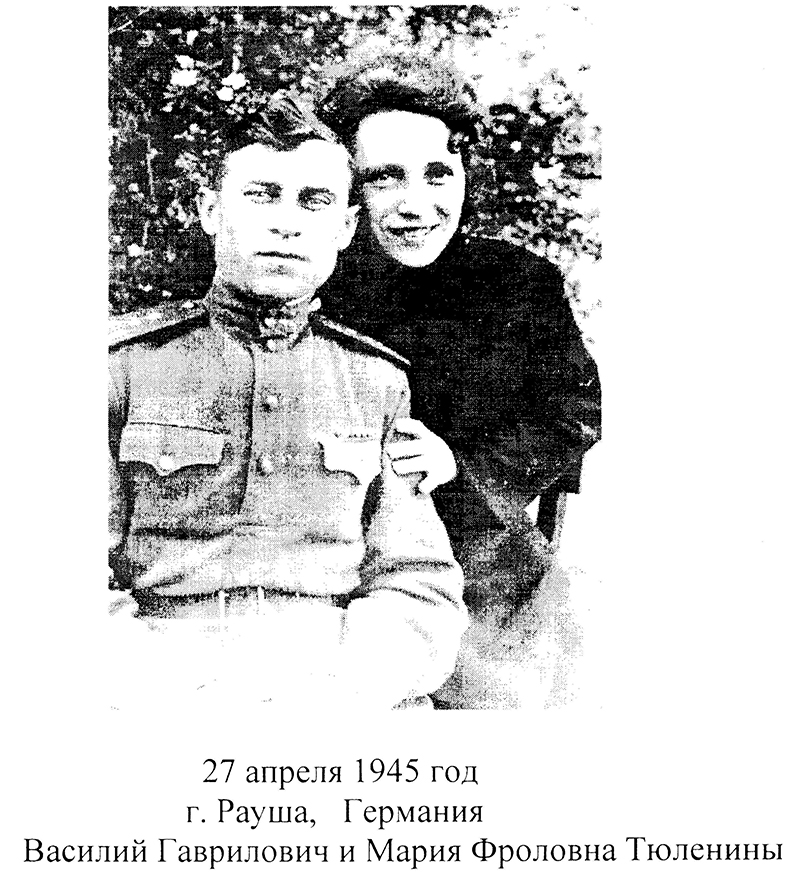 27 апреля 1945 год
г. Рауша, Германия
Василий Гаврилович и Мария Фроловна Тюленины